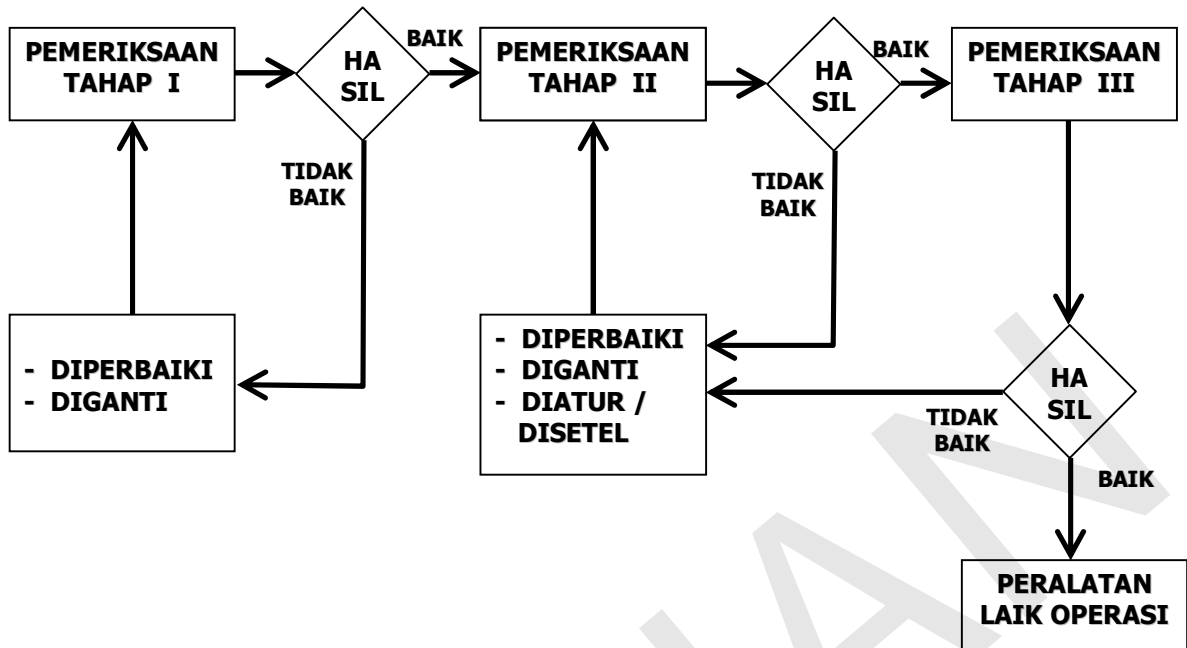 PEMERIKSAAN
TAHAP I
HA
SIL
BAIK
PEMERIKSAAN
TAHAP II
HA
SIL
BAIK
PEMERIKSAAN
TAHAP III
TIDAK
BAIK
TIDAK
BAIK
- DIPERBAIKI
- DIGANTI
- DIPERBAIKI
- DIGANTI
- DIATUR /
DISETEL
HA
SIL
TIDAK
BAIK
BAIK
PERALATAN
LAIK OPERASI